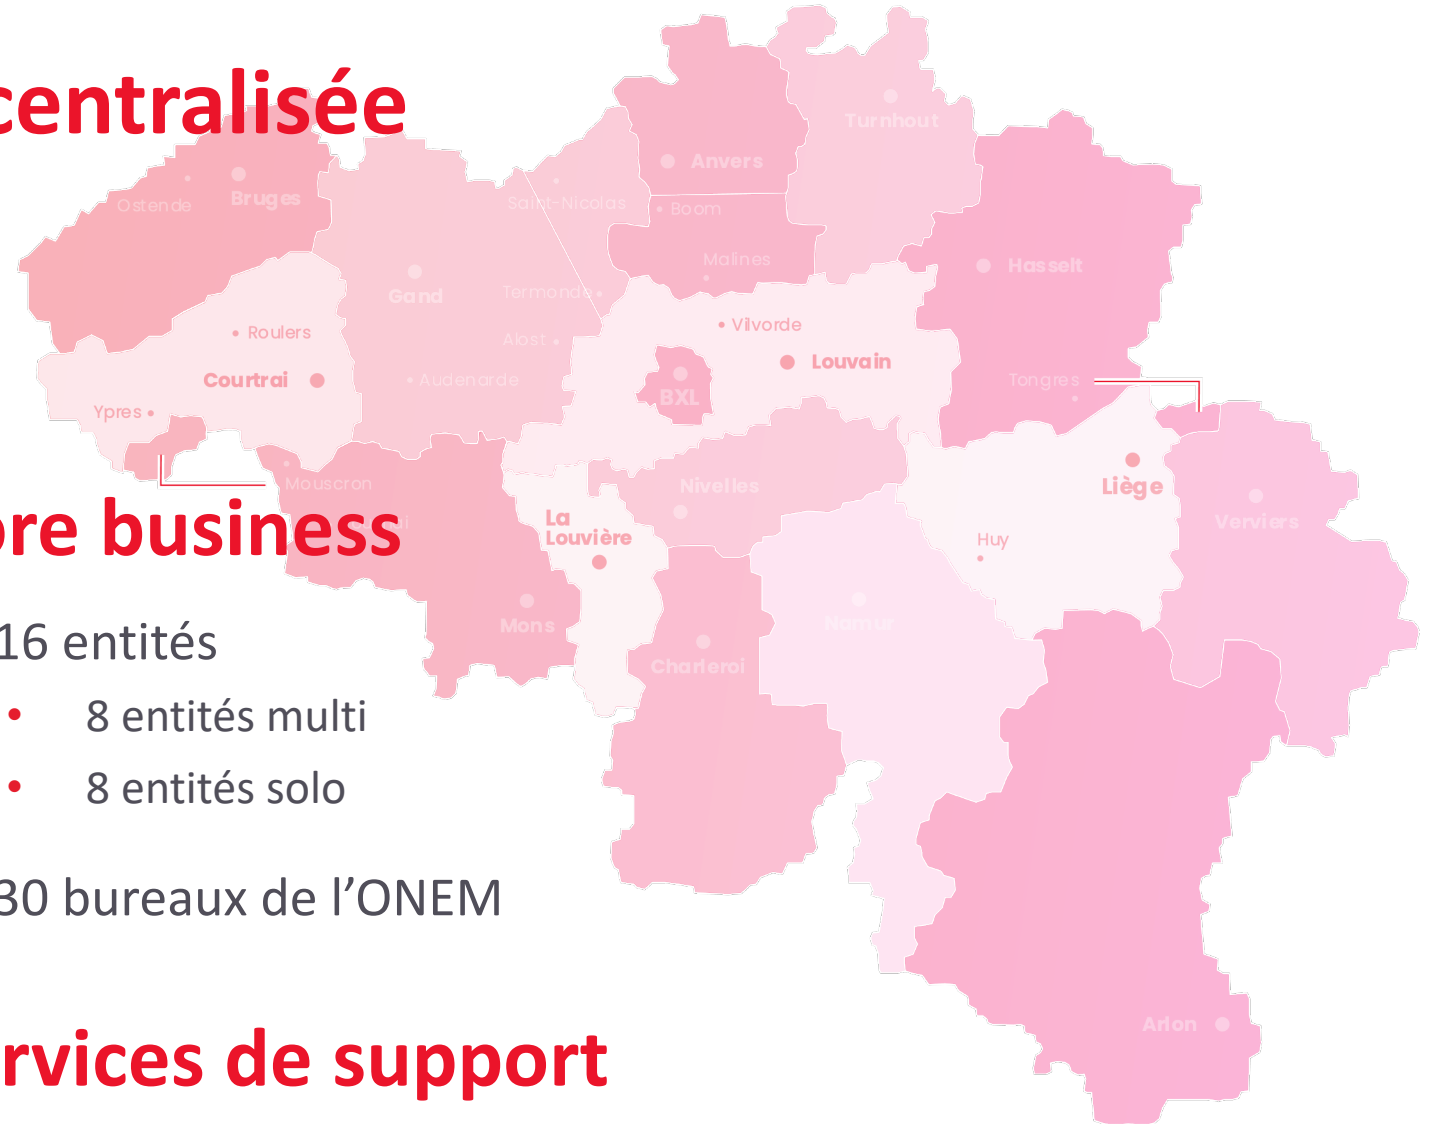 centralisée
Turnhout
Anvers
Ostende
Bruges
Saint-Nicolas
Boom
Malines
Hasselt
Gand
Termonde
Roulers
Vilvorde
Alost
Louvain
Courtrai
Audenarde
Tongres
BXL
Ypres
Mouscron
Nivelles
Liège
ore business
La
Louvière
Verviers
Huy
16 entités
Mons
Namur
Charleroi
• 8 entités multi
• 8 entités solo
30 bureaux de l’ONEM
Arlon
rvices de support